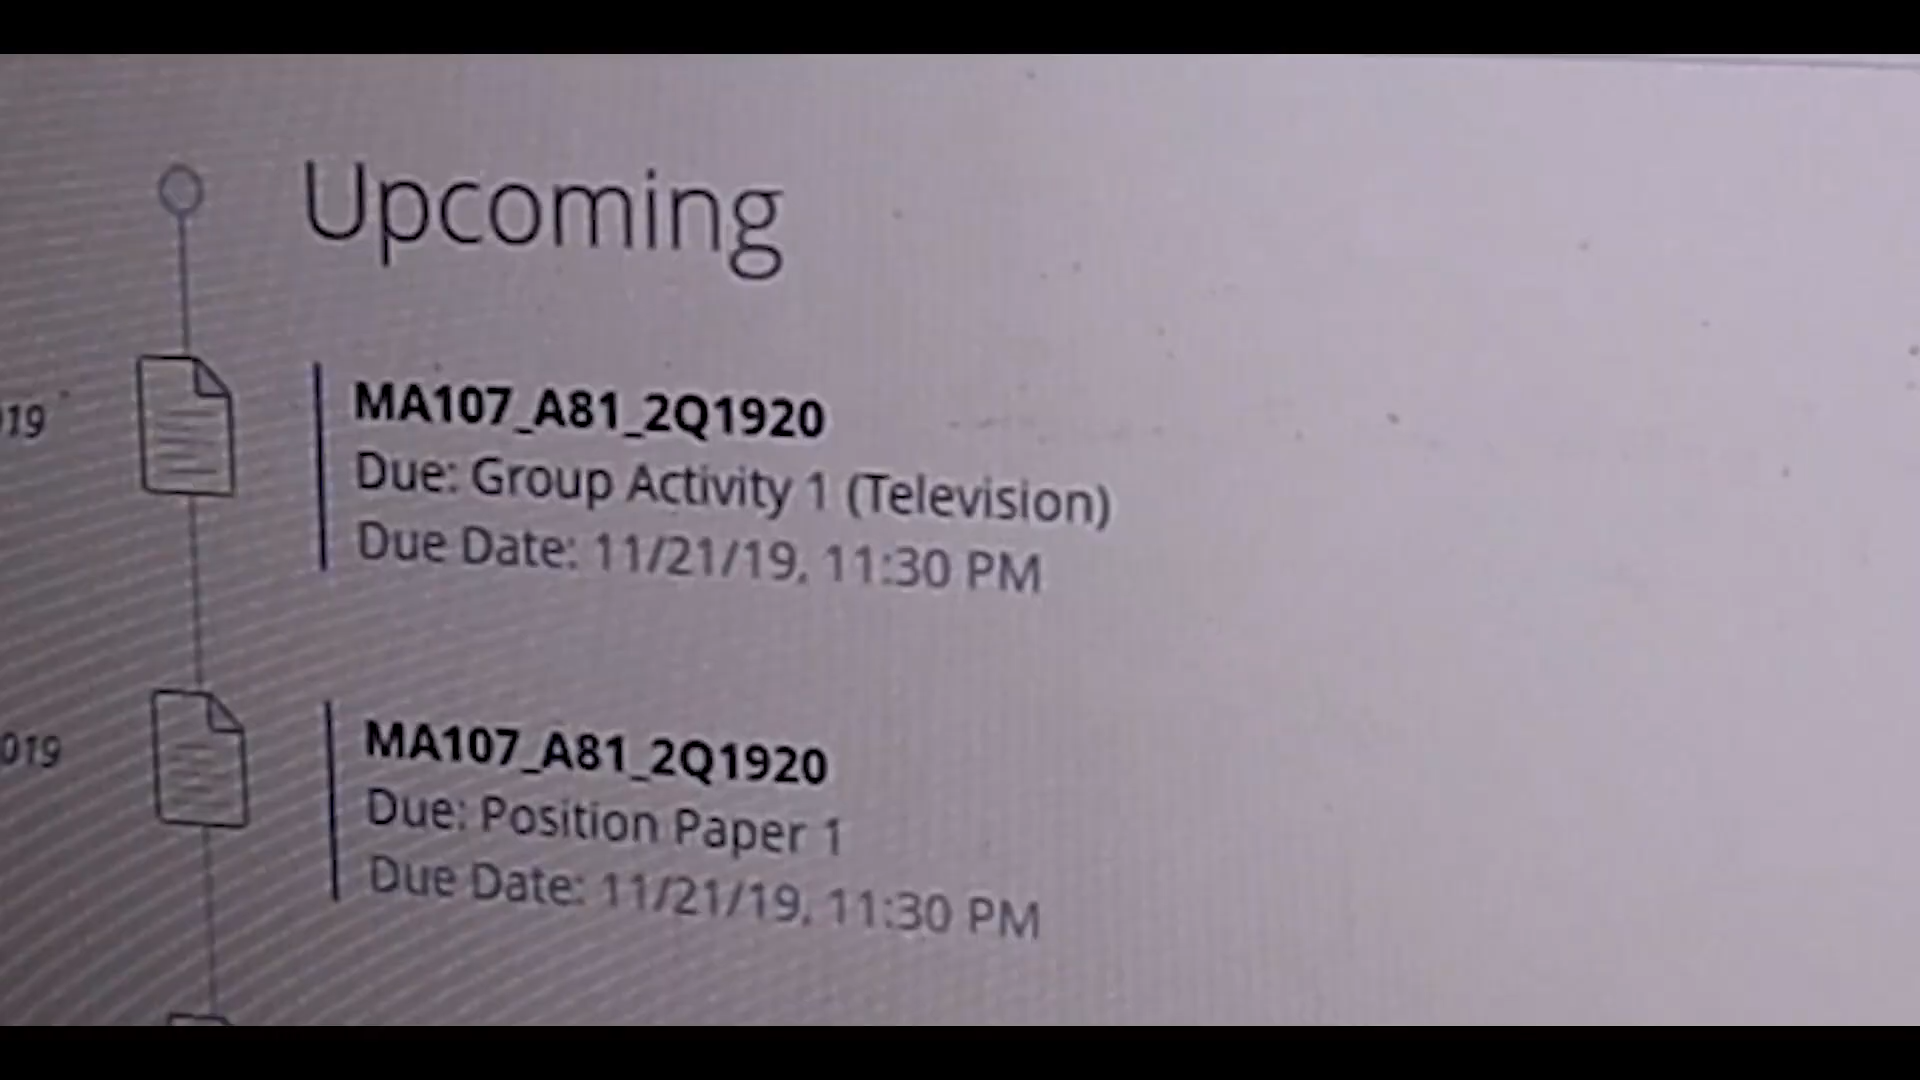 Upcoming
19
MA107_A81_2Q1920
Due: Group Activity 1 (Television)
Due Date: 11/21/19, 11:30 PM
019
MA107_A81_2Q1920
Due: Position Paper 1
Due Date: 11/21/19, 11:30 PM